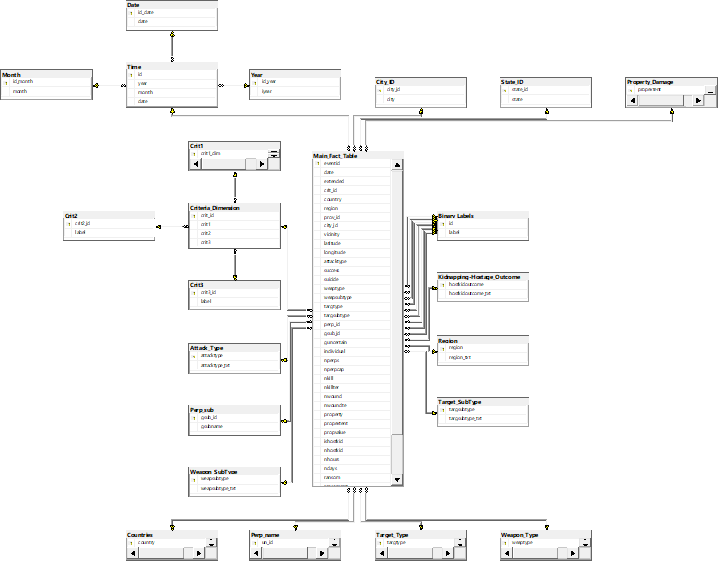 Date
id_date
date
Time
id
year
month
date
Month
id_month
month
Year
id_year
iyear
City_ID
city_id
city
State_ID
state_id
state
Property_Damage
propextent
Crit1
crit1_dim
Criteria_Dimension
crit_id
crit1
crit2
crit3
Crit2
crit2_id
label
Crit3
crit3_id
label
Attack_Type
attacktype
attacktype_txt
Perp_sub
gsub_id
gsubname
Weapon_SubType
weapsubtype
weapsubtype_txt
Main_Fact_Table
eventid
date
extended
crit_id
country
region
prov_id
city_id
vicinity
latitude
longitude
attacktype
success
suicide
weaptype
weapsubtype
targtype
targsubtype
perp_id
gsub_id
guncertain
individual
nperps
nperpcap
nkill
nkillter
nwound
nwoundte
property
propextent
propvalue
ishostkid
nhostkid
nhours
ndays
ransom
Binary_Labels
id
label
Kidnapping-Hostage_Outcome
hostkidoutcome
hostkidoutcome_txt
Region
region
region_txt
Target_SubType
targsubtype
targsubtype_txt
Countries
country
Perp_name
un_id
Target_Type
targtype
Weapon_Type
weaptype